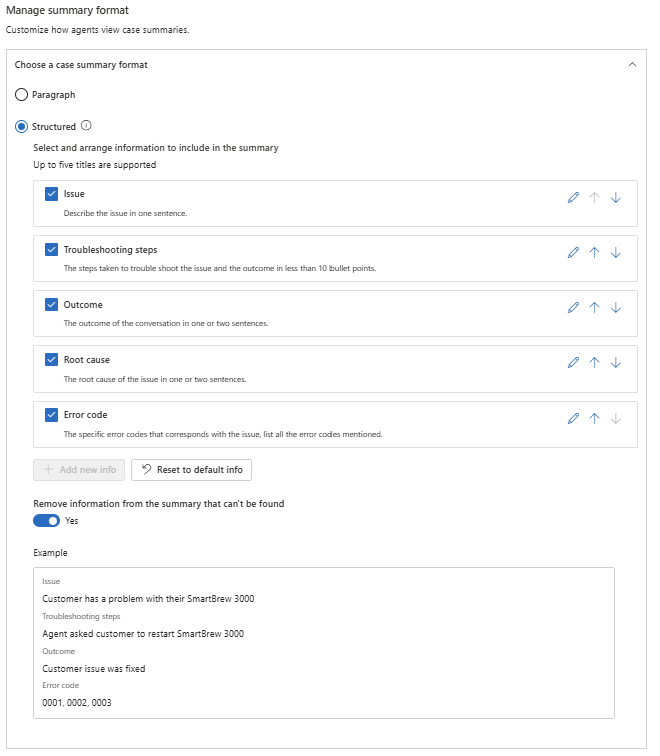 Manage summary format
Customize how agents view case summaries.
Choose a case summary format
Paragraph
Structured
Select and arrange information to include in the summary
Up to five titles are supported
Issue
Describe the issue in one sentence.
Troubleshooting steps
The steps taken to trouble shoot the issue and the outcome in less than 10 bullet points.
Outcome
The outcome of the conversation in one or two sentences.
Root cause
The root cause of the issue in one or two sentences.
Error code
The specific error codes that corresponds with the issue, list all the error codes mentioned.
Add new info
Reset to default info
Remove information from the summary that can't be found
Yes
Example
Issue
Customer has a problem with their SmartBrew 3000
Troubleshooting steps
Agent asked customer to restart SmartBrew 3000
Outcome
Customer issue was fixed
Error code
0001, 0002, 0003